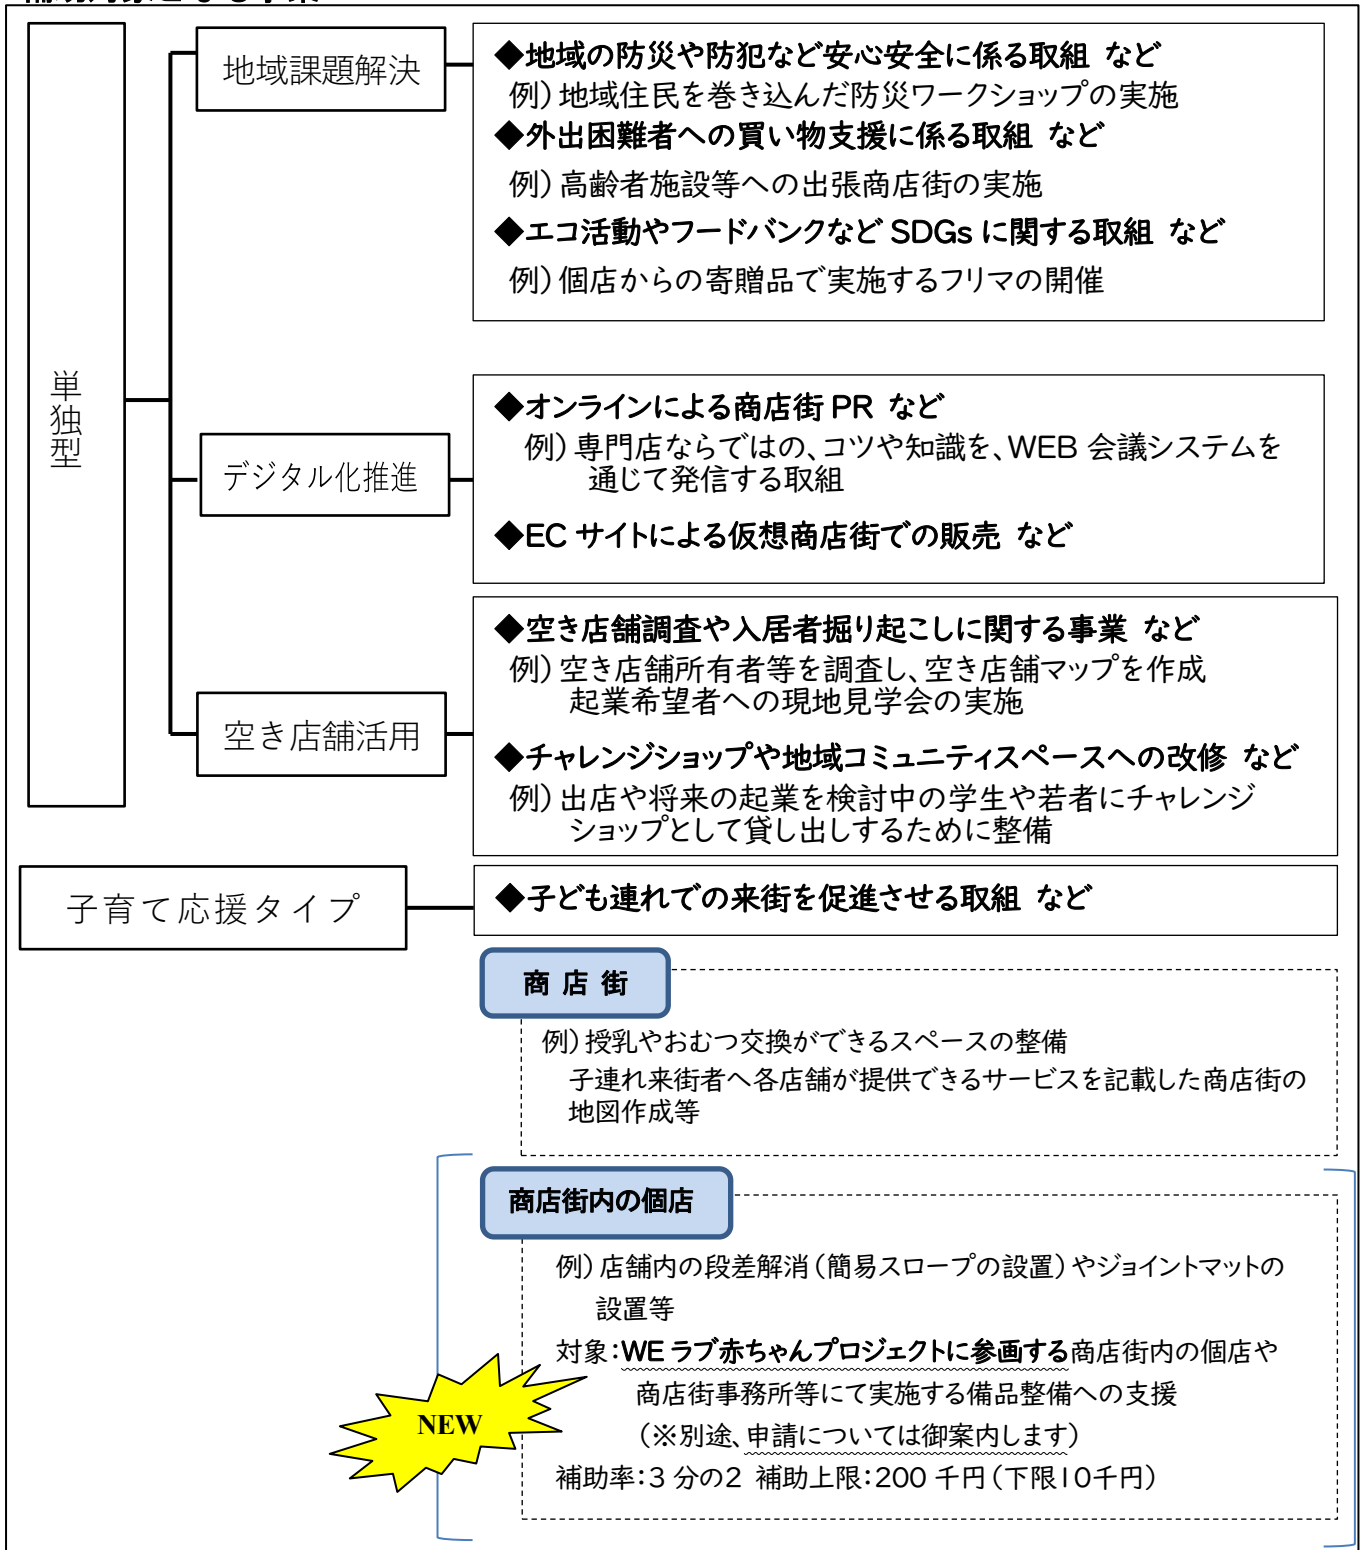 単独型
地域課題解決
◆地域の防災や防犯など安心安全に係る取組 など
例）地域住民を巻き込んだ防災ワークショップの実施
◆外出困難者への買い物支援に係る取組 など
例）高齢者施設等への出張商店街の実施
◆エコ活動やフードバンクなど SDGs に関する取組 など
例）個店からの寄贈品で実施するフリマの開催
デジタル化推進
◆オンラインによる商店街 PR など
例）専門店ならではの、コツや知識を、WEB 会議システムを
通じて発信する取組
◆EC サイトによる仮想商店街での販売 など
空き店舗活用
◆空き店舗調査や入居者掘り起こしに関する事業 など
例）空き店舗所有者等を調査し、空き店舗マップを作成
起業希望者への現地見学会の実施
◆チャレンジショップや地域コミュニティスペースへの改修 など
例）出店や将来の起業を検討中の学生や若者にチャレンジ
ショップとして貸し出しするために整備
子育て応援タイプ
◆子ども連れでの来街を促進させる取組 など
商 店 街
例）授乳やおむつ交換ができるスペースの整備
子連れ来街者へ各店舗が提供できるサービスを記載した商店街の
地図作成等
商店街内の個店
例）店舗内の段差解消（簡易スロープの設置）やジョイントマットの
設置等
対象：WE ラブ赤ちゃんプロジェクトに参画する商店街内の個店や
商店街事務所等にて実施する備品整備への支援
（※別途、申請については御案内します）
補助率：3 分の2 補助上限：200 千円（下限10千円）
NEW